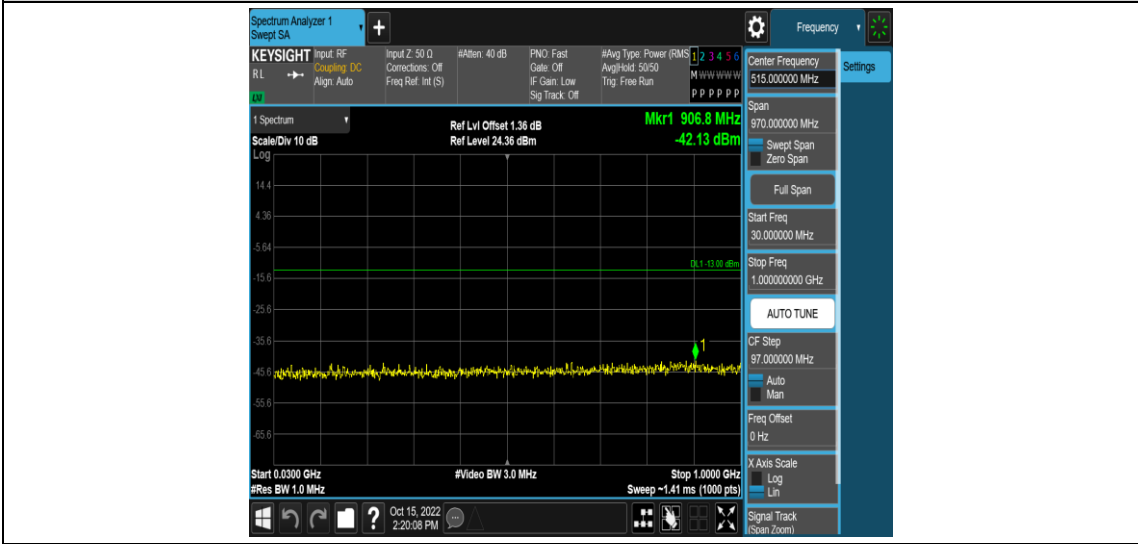 Spectrum Analyzer 1
Swept SA
+
Frequency
KEYSIGHT
RL
Input: RF
Coupling: DC
Align: Auto
Input Z: 50 Ω
Corrections: Off
Freq Ref: Int (S)
#Atten: 40 dB
PNO: Fast
Gate: Off
IF Gain: Low
Sig Track: Off
#Avg Type: Power (RMS
Avg|Hold: 50/50
Trig: Free Run
1 2 3 4 5 6
M W W W W W
P P P P P P
1 Spectrum
Scale/Div 10 dB
Log
Ref Lvl Offset 1.36 dB
Ref Level 24.36 dBm
Mkr1 906.8 MHz
-42.13 dBm
14.4
4.36
-5.64
-15.6
-25.6
-35.6
-45.6
-55.6
-65.6
DL1 -13.00 dBm
1
Start 0.0300 GHz
#Res BW 1.0 MHz
#Video BW 3.0 MHz
Stop 1.0000 GHz
Sweep ~1.41 ms (1000 pts)
?
Oct 15, 2022
2:20:08 PM
Center Frequency
515.000000 MHz
Settings
Span
970.000000 MHz
Swept Span
Zero Span
Full Span
Start Freq
30.000000 MHz
Stop Freq
1.000000000 GHz
AUTO TUNE
CF Step
97.000000 MHz
Auto
Man
Freq Offset
0 Hz
X Axis Scale
Log
Lin
Signal Track
(Span Zoom)